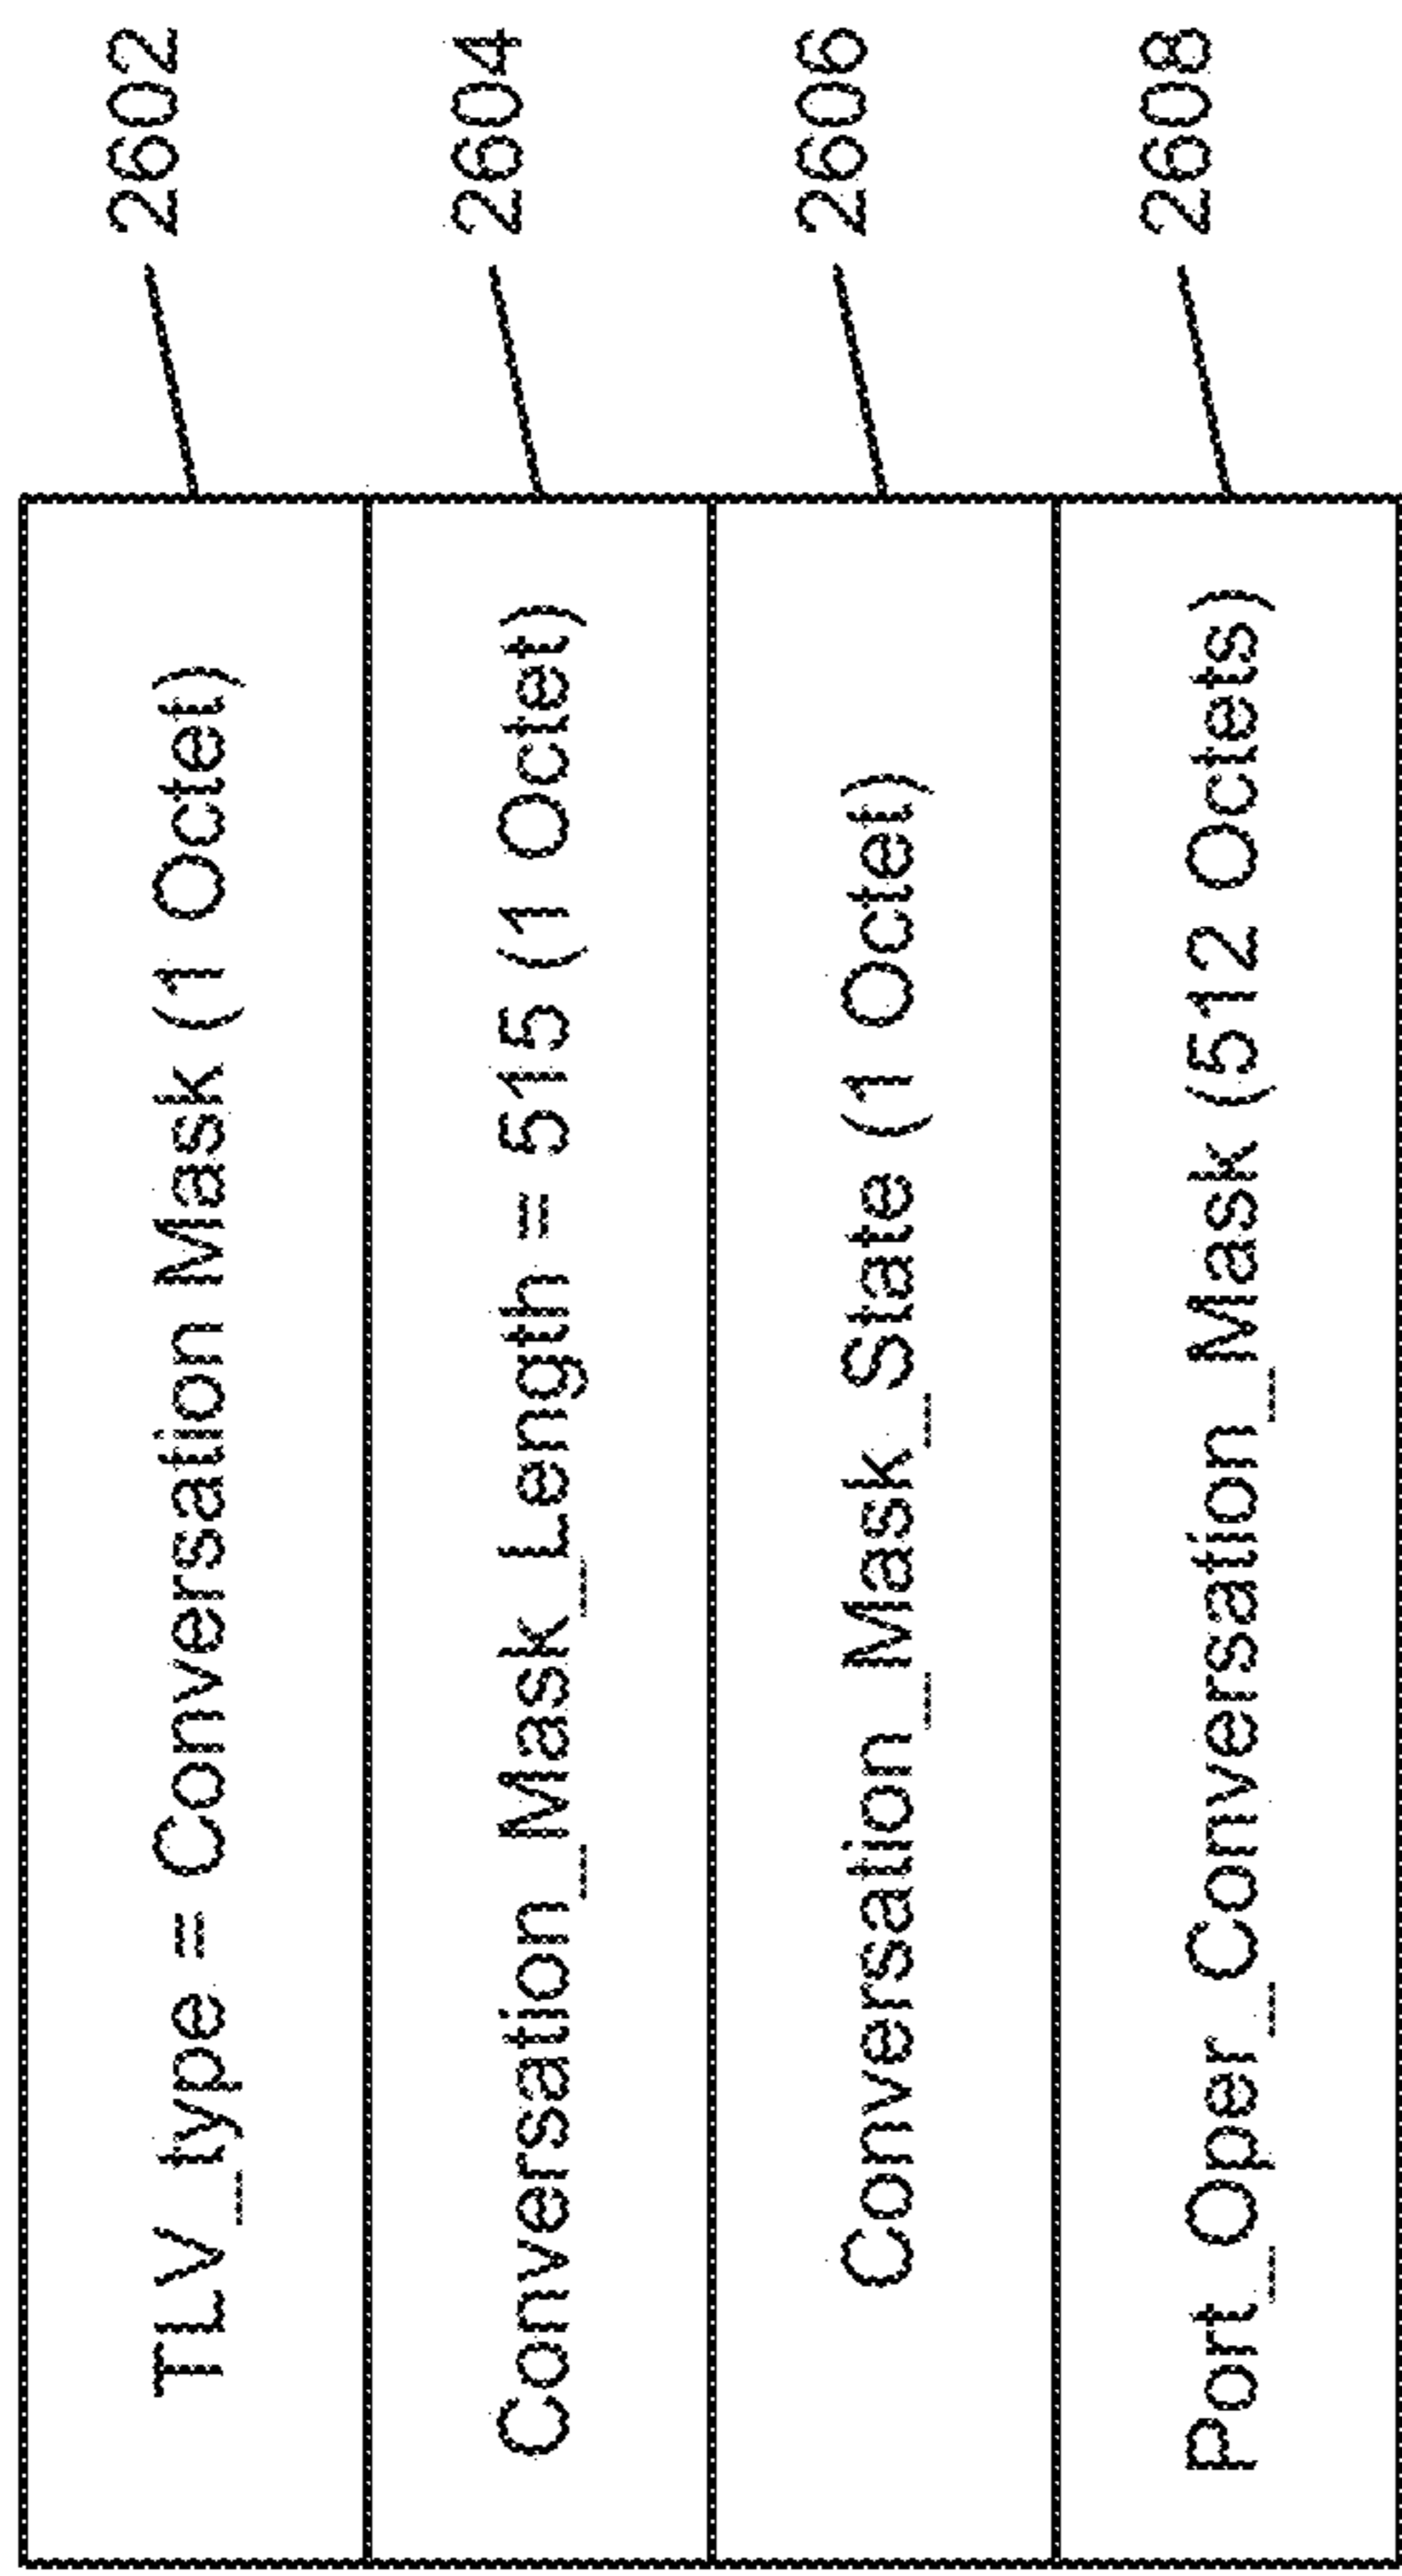 TLV_type = Conversation Mask (1 Octet) 2602
Conversation_Mask_Length = 515 (1 Octet) 2604
Conversation_Mask_State (1 Octet) 2606
Port_Oper_Conversation_Mask (512 Octets) 2608